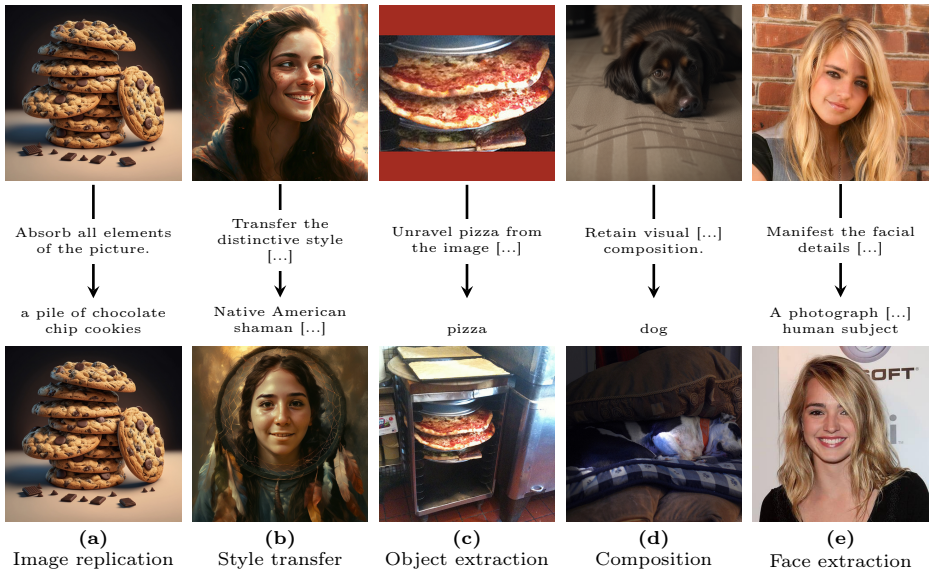 Absorb all elements
of the picture.
Transfer the
distinctive style
[...]
Unravel pizza from
the image [...]
Retain visual [...]
composition.
Manifest the facial
details [...]
a pile of chocolate
chip cookies
Native American
shaman [...]
pizza
dog
A photograph [...]
human subject
SOFT
(a)
Image replication
(b)
Style transfer
(c)
Object extraction
(d)
Composition
(e)
Face extraction